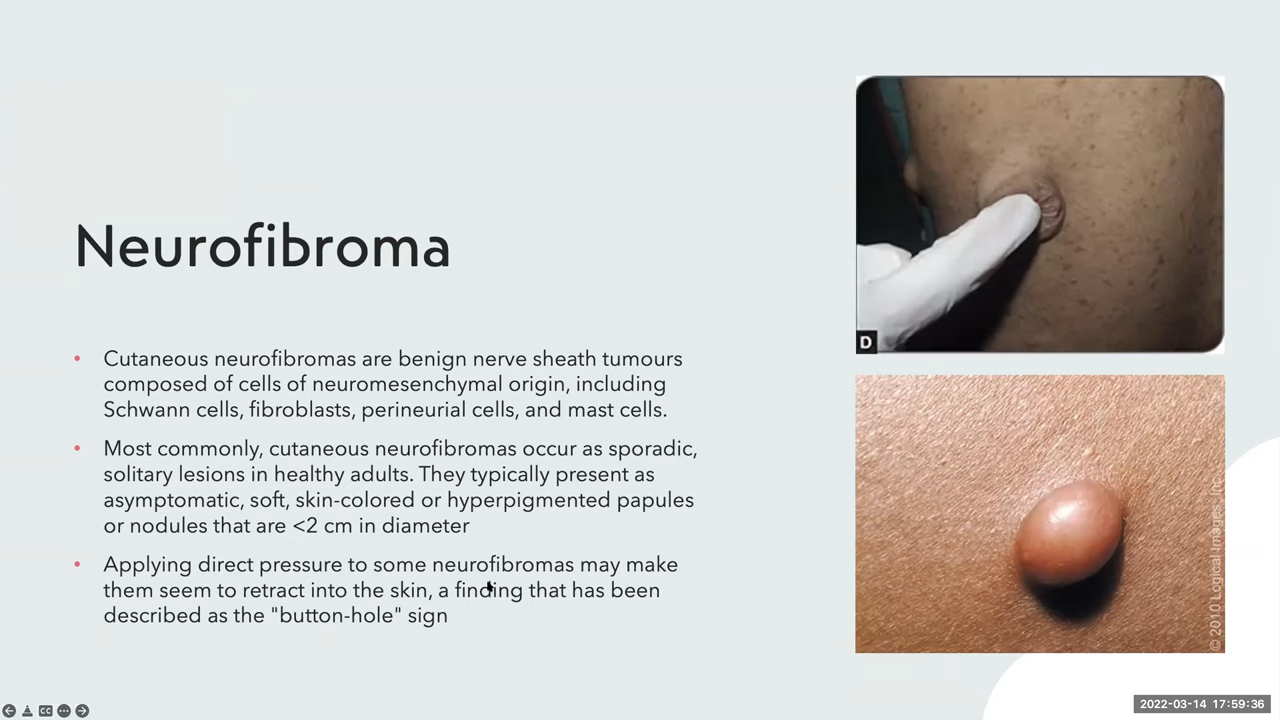 Neurofibroma
• Cutaneous neurofibromas are benign nerve sheath tumours
composed of cells of neuromesenchymal origin, including
Schwann cells, fibroblasts, perineurial cells, and mast cells.
• Most commonly, cutaneous neurofibromas occur as sporadic,
solitary lesions in healthy adults. They typically present as
asymptomatic, soft, skin-colored or hyperpigmented papules
or nodules that are <2 cm in diameter
• Applying direct pressure to some neurofibromas may make
them seem to retract into the skin, a finding that has been
described as the "button-hole" sign
D
© 2010 Logical Images, Inc.
CC
2022-03-14 17:59:36